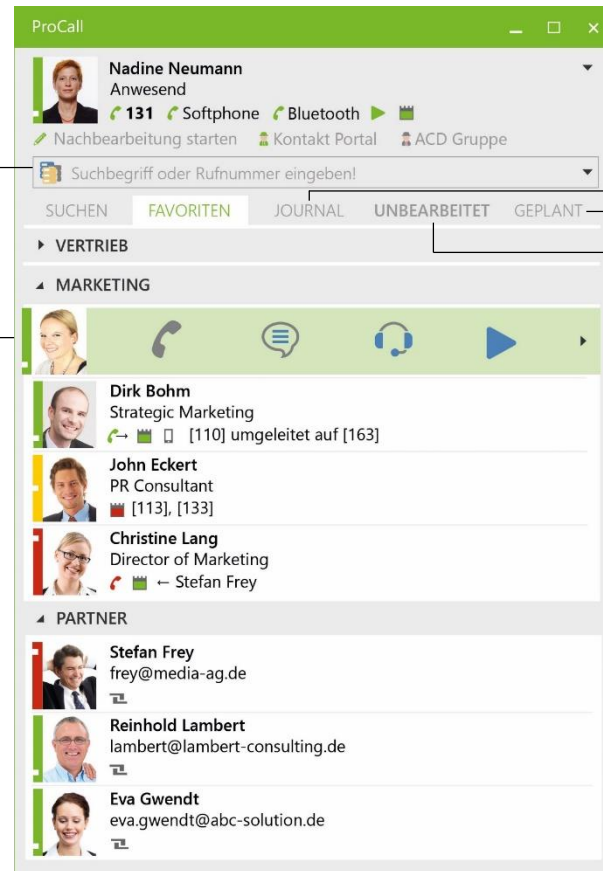 ProCall
Nadine Neumann
Anwesend
131 Softphone Bluetooth
Nachbearbeitung starten Kontakt Portal ACD Gruppe
Suchbegriff oder Rufnummer eingeben!
SUCHEN FAVORITEN JOURNAL UNBEARBEITET GEPLANT
VERTRIEB
MARKETING
Dirk Bohm
Strategic Marketing
[110] umgeleitet auf [163]
John Eckert
PR Consultant
[113], [133]
Christine Lang
Director of Marketing
← Stefan Frey
PARTNER
Stefan Frey
frey@media-ag.de
Reinhold Lambert
lambert@lambert-consulting.de
Eva Gwendt
eva.gwendt@abc-solution.de